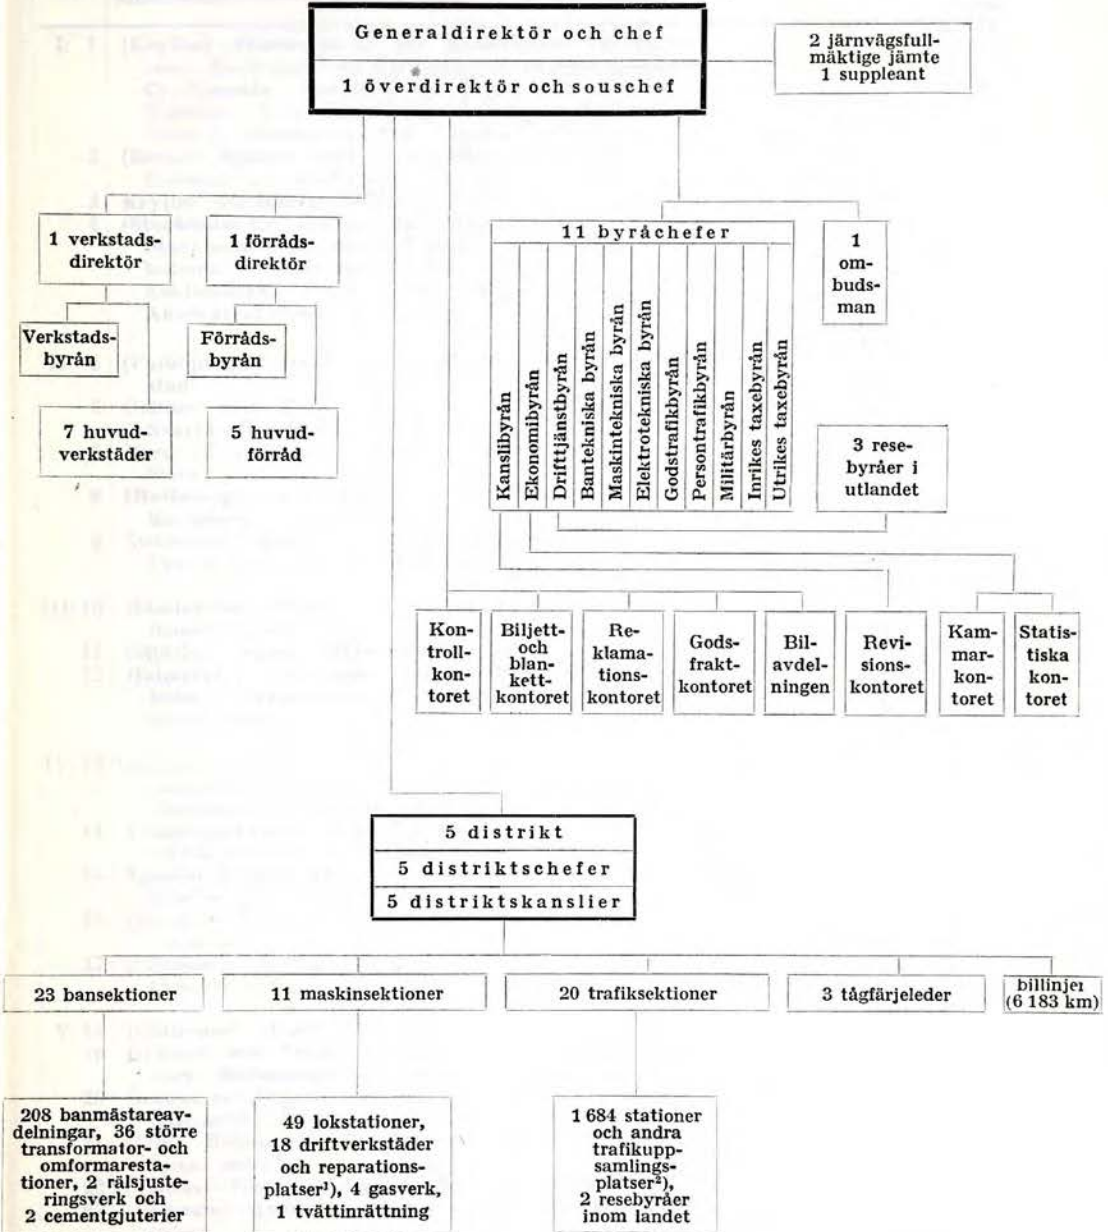 Generaldirektör och chef
1 överdirektör och souschef
2 järnvägsfull-
mäktige jämte
1 suppleant
1 verkstads-
direktör
1 förråds-
direktör
11 byråchefer
1
om-
buds-
man
Verkstads-
byrån
Förråds-
byrån
7 huvud-
verkstäder
5 huvud-
förråd
Kanslibyrån
Ekonomibyrån
Drifttjänstbyrån
Bantekniska byrån
Maskintekniska byrån
Elektrotekniska byrån
Godstrafikbyrån
Persontrafikbyrån
Militärbyrån
Inrikes taxebyrån
Utrikes taxebyrån
3 rese-
byråer i
utlandet
Kon-
troll-
kon-
toret
Biljett-
och
blan-
kett-
kontoret
Re-
klama-
tions-
kontoret
Gods-
frakt-
kontoret
Bil-
avdel-
ningen
Revi-
sions-
kontoret
Kam-
mar-
kon-
toret
Statis-
tiska
kon-
toret
5 distrikt
5 distriktschefer
5 distriktskanslier
23 bansektioner
11 maskinsektioner
20 trafiksektioner
3 tågfärjeleder
billinjer
(6 183 km)
208 banmästareav-
delningar, 36 större
transformator- och
omformaresta-
tioner, 2 rälsjuste-
ringsverk och
2 cementgjuterier
49 lokstationer,
18 driftverkstäder
och reparations-
platser¹), 4 gasverk,
1 tvättinrättning
1 684 stationer
och andra
trafikupp-
samlings-
platser²),
2 resebyråer
inom landet